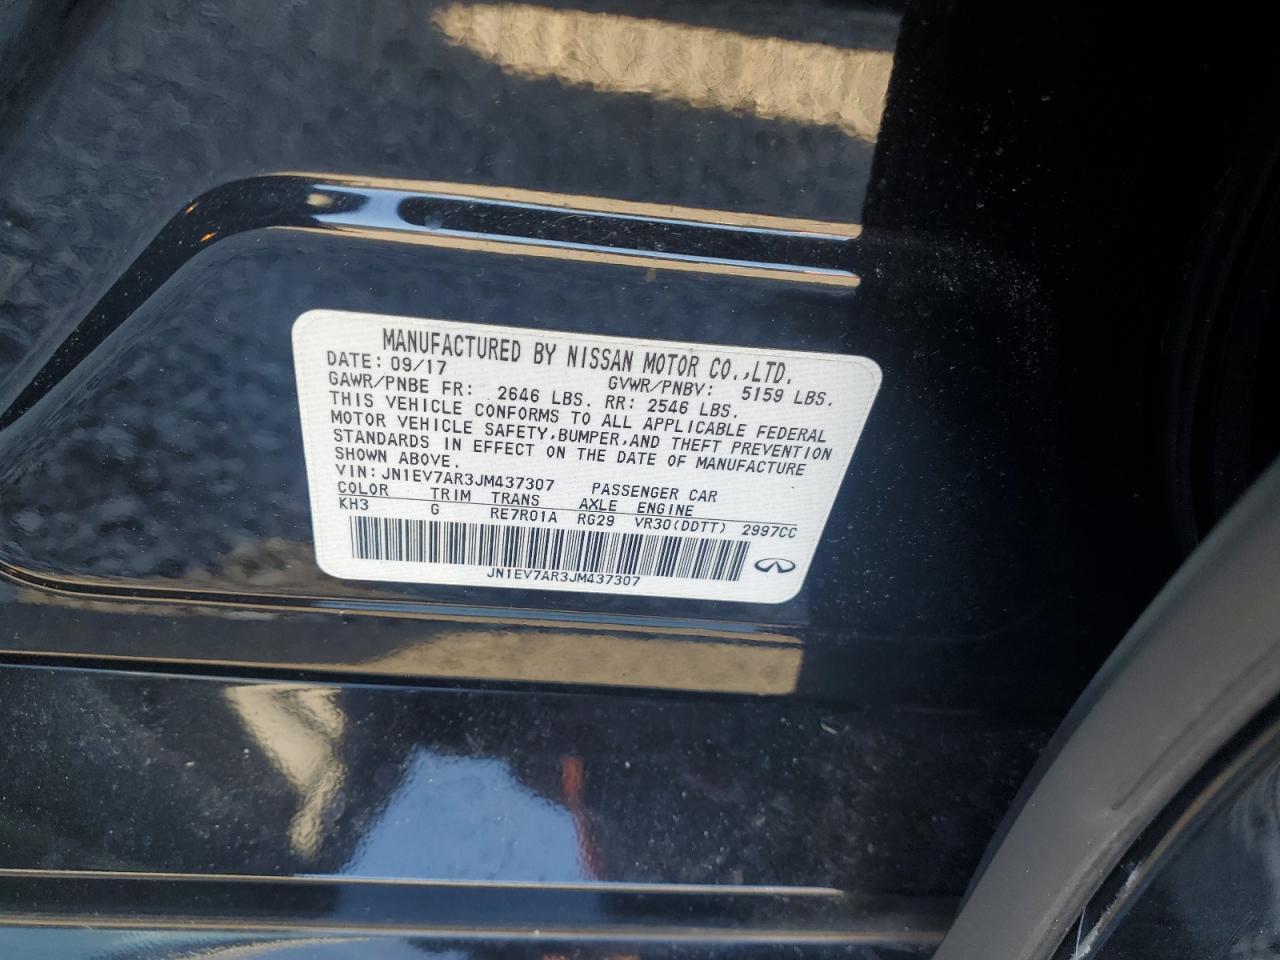 MANUFACTURED BY NISSAN MOTOR CO.,LTD.
DATE: 09/17 GVWR/PNBV: 5159 LBS.
GAWR/PNBE FR: 2646 LBS. RR: 2546 LBS.
THIS VEHICLE CONFORMS TO ALL APPLICABLE FEDERAL
MOTOR VEHICLE SAFETY,BUMPER,AND THEFT PREVENTION
STANDARDS IN EFFECT ON THE DATE OF MANUFACTURE
SHOWN ABOVE.
VIN:JN1EV7AR3JM437307 PASSENGER CAR
COLOR TRIM TRANS AXLE ENGINE
KH3 G RE7R01A RG29 VR30(DDTT) 2997CC
JN1EV7AR3JM437307